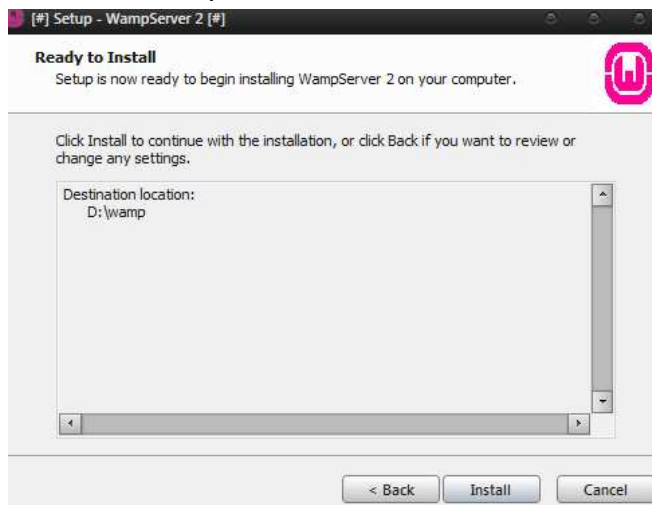 [#] Setup - WampServer 2 [#]
Ready to Install
Setup is now ready to begin installing WampServer 2 on your computer.
Click Install to continue with the installation, or click Back if you want to review or
change any settings.
Destination location:
D:\wamp
< Back
Install
Cancel